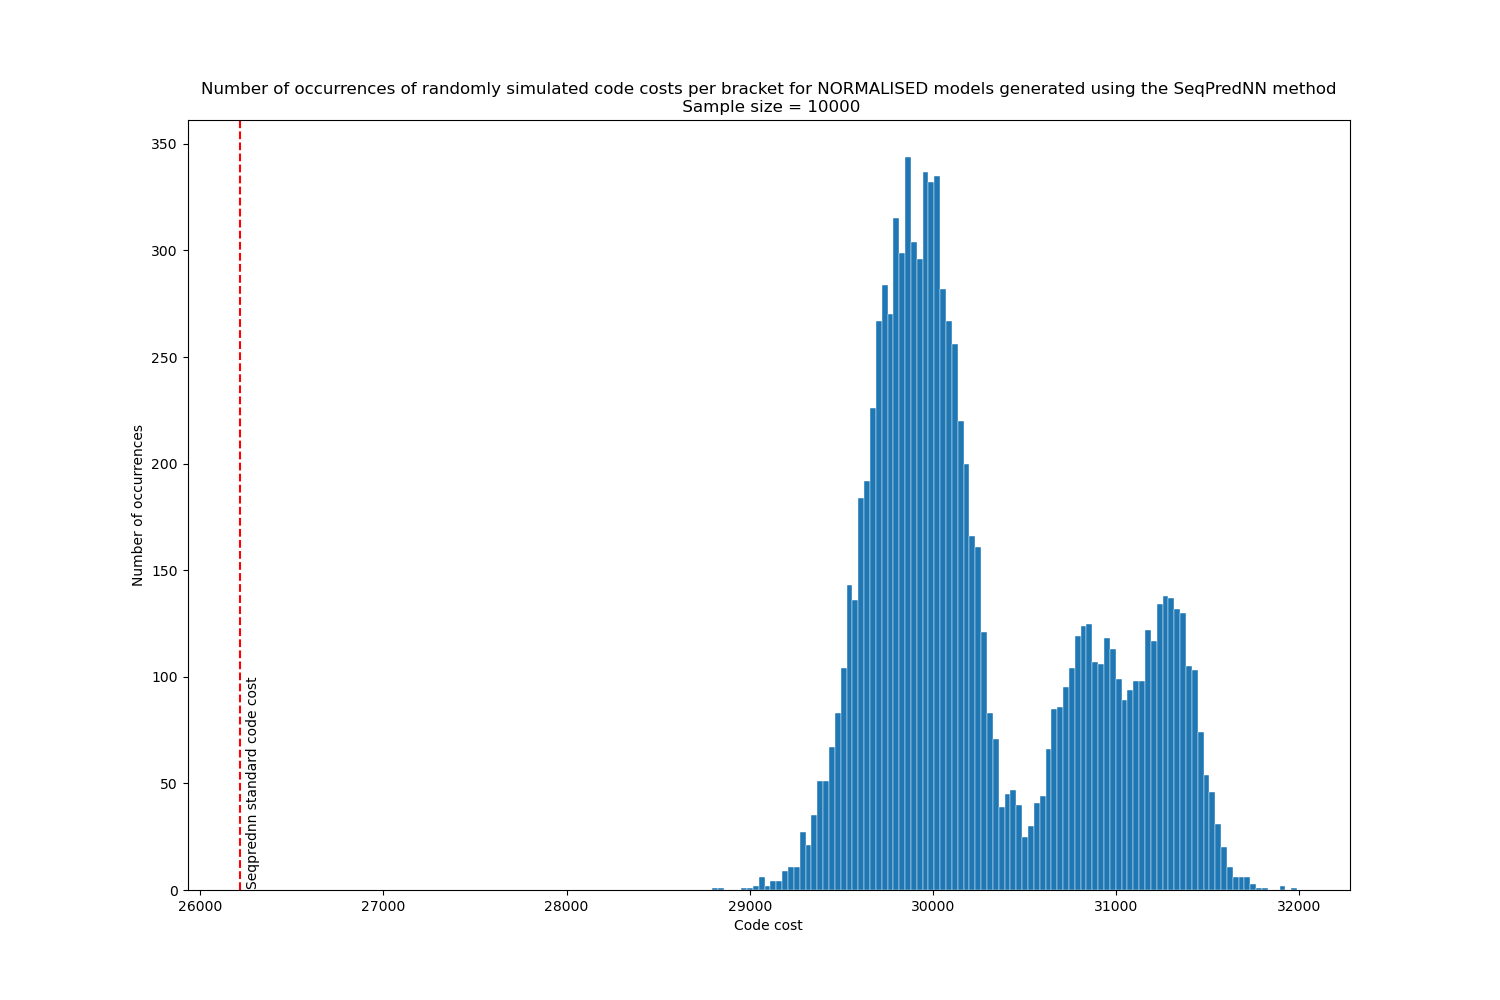 Number of occurrences of randomly simulated code costs per bracket for NORMALISED models generated using the SeqPredNN method
Sample size = 10000
350
300
250
200
150
100
50
0
Number of occurrences
Seqprednn standard code cost
26000 27000 28000 29000 30000 31000 32000
Code cost